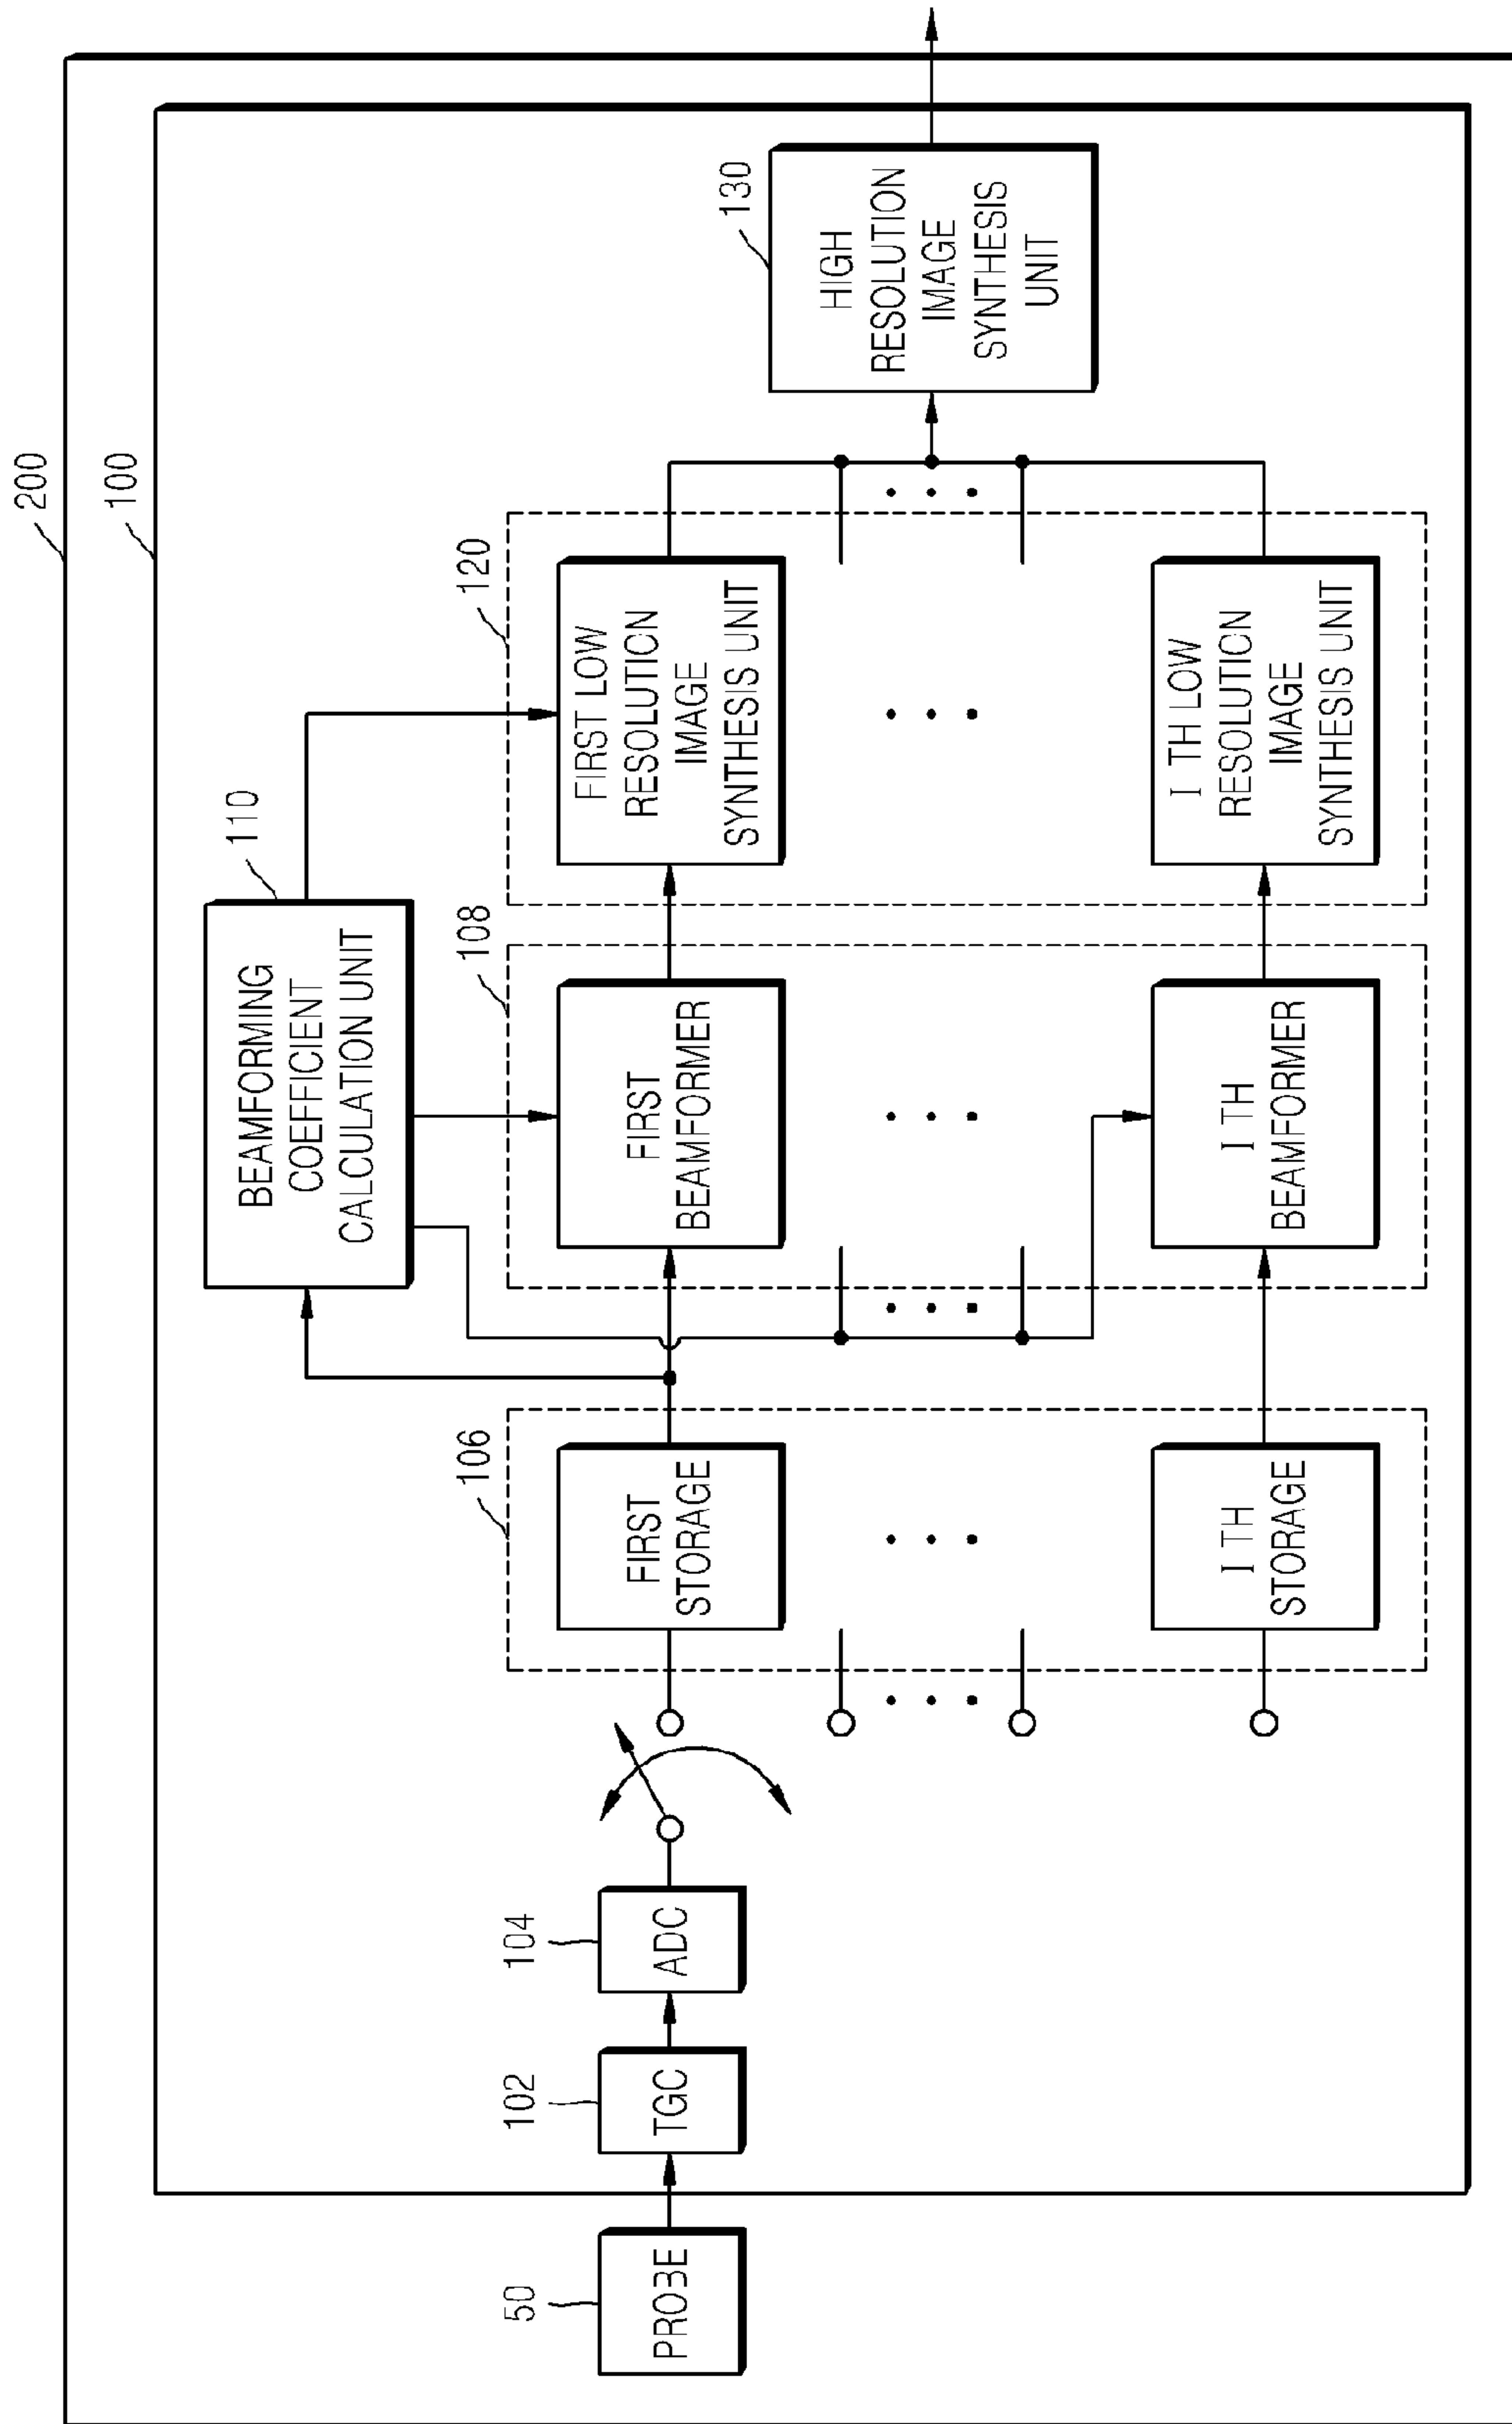 200
100
50
PROBE
102
TGC
104
ADC
106
FIRST
STORAGE
I TH
STORAGE
110
BEAMFORMING
COEFFICIENT
CALCULATION UNIT
108
FIRST
BEAMFORMER
I TH
BEAMFORMER
120
FIRST LOW
RESOLUTION
IMAGE
SYNTHESIS UNIT
I TH LOW
RESOLUTION
IMAGE
SYNTHESIS UNIT
130
HIGH
RESOLUTION
IMAGE
SYNTHESIS
UNIT